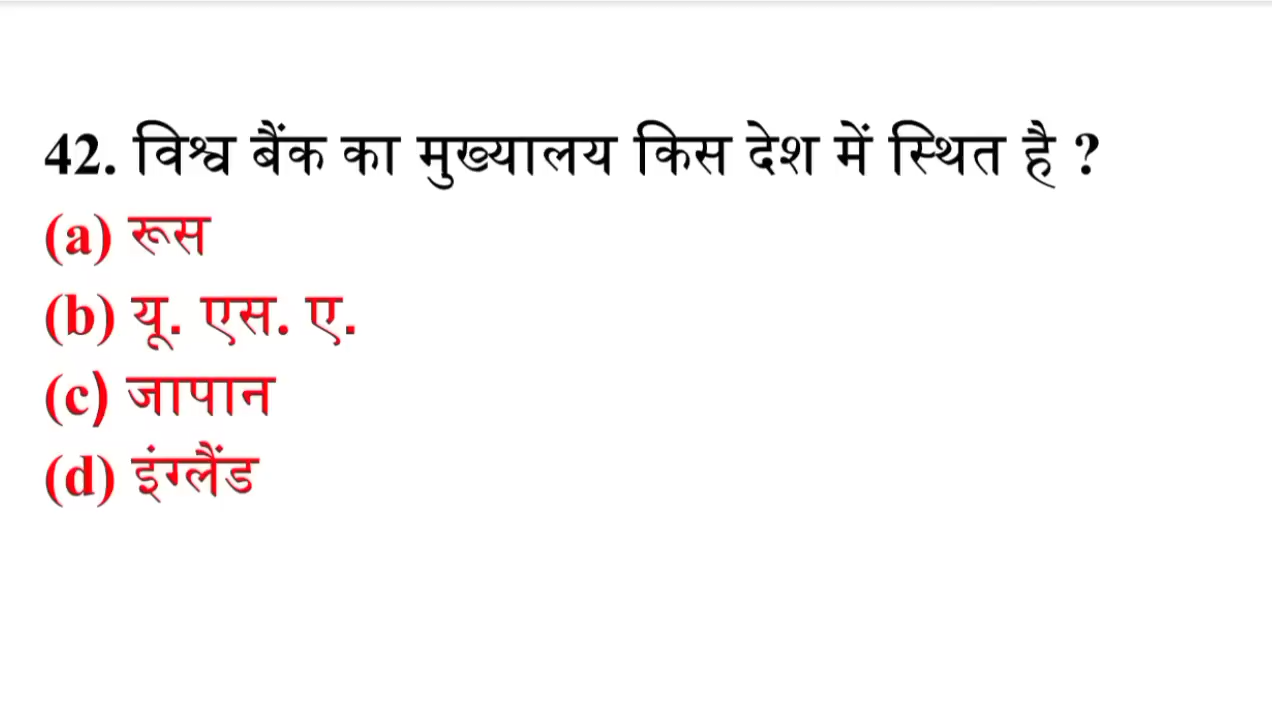 42. विश्व बैंक का मुख्यालय किस देश में स्थित है ?
(a) रूस
(b) यू. एस. ए.
(c) जापान
(d) इंग्लैंड